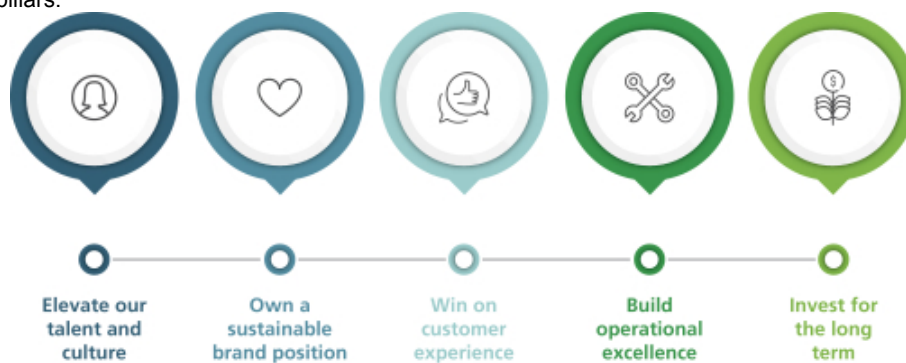 pillars:
$
Elevate our
talent and
culture
Own a
sustainable
brand position
Win on
customer
experience
Build
operational
excellence
Invest for
the long
term